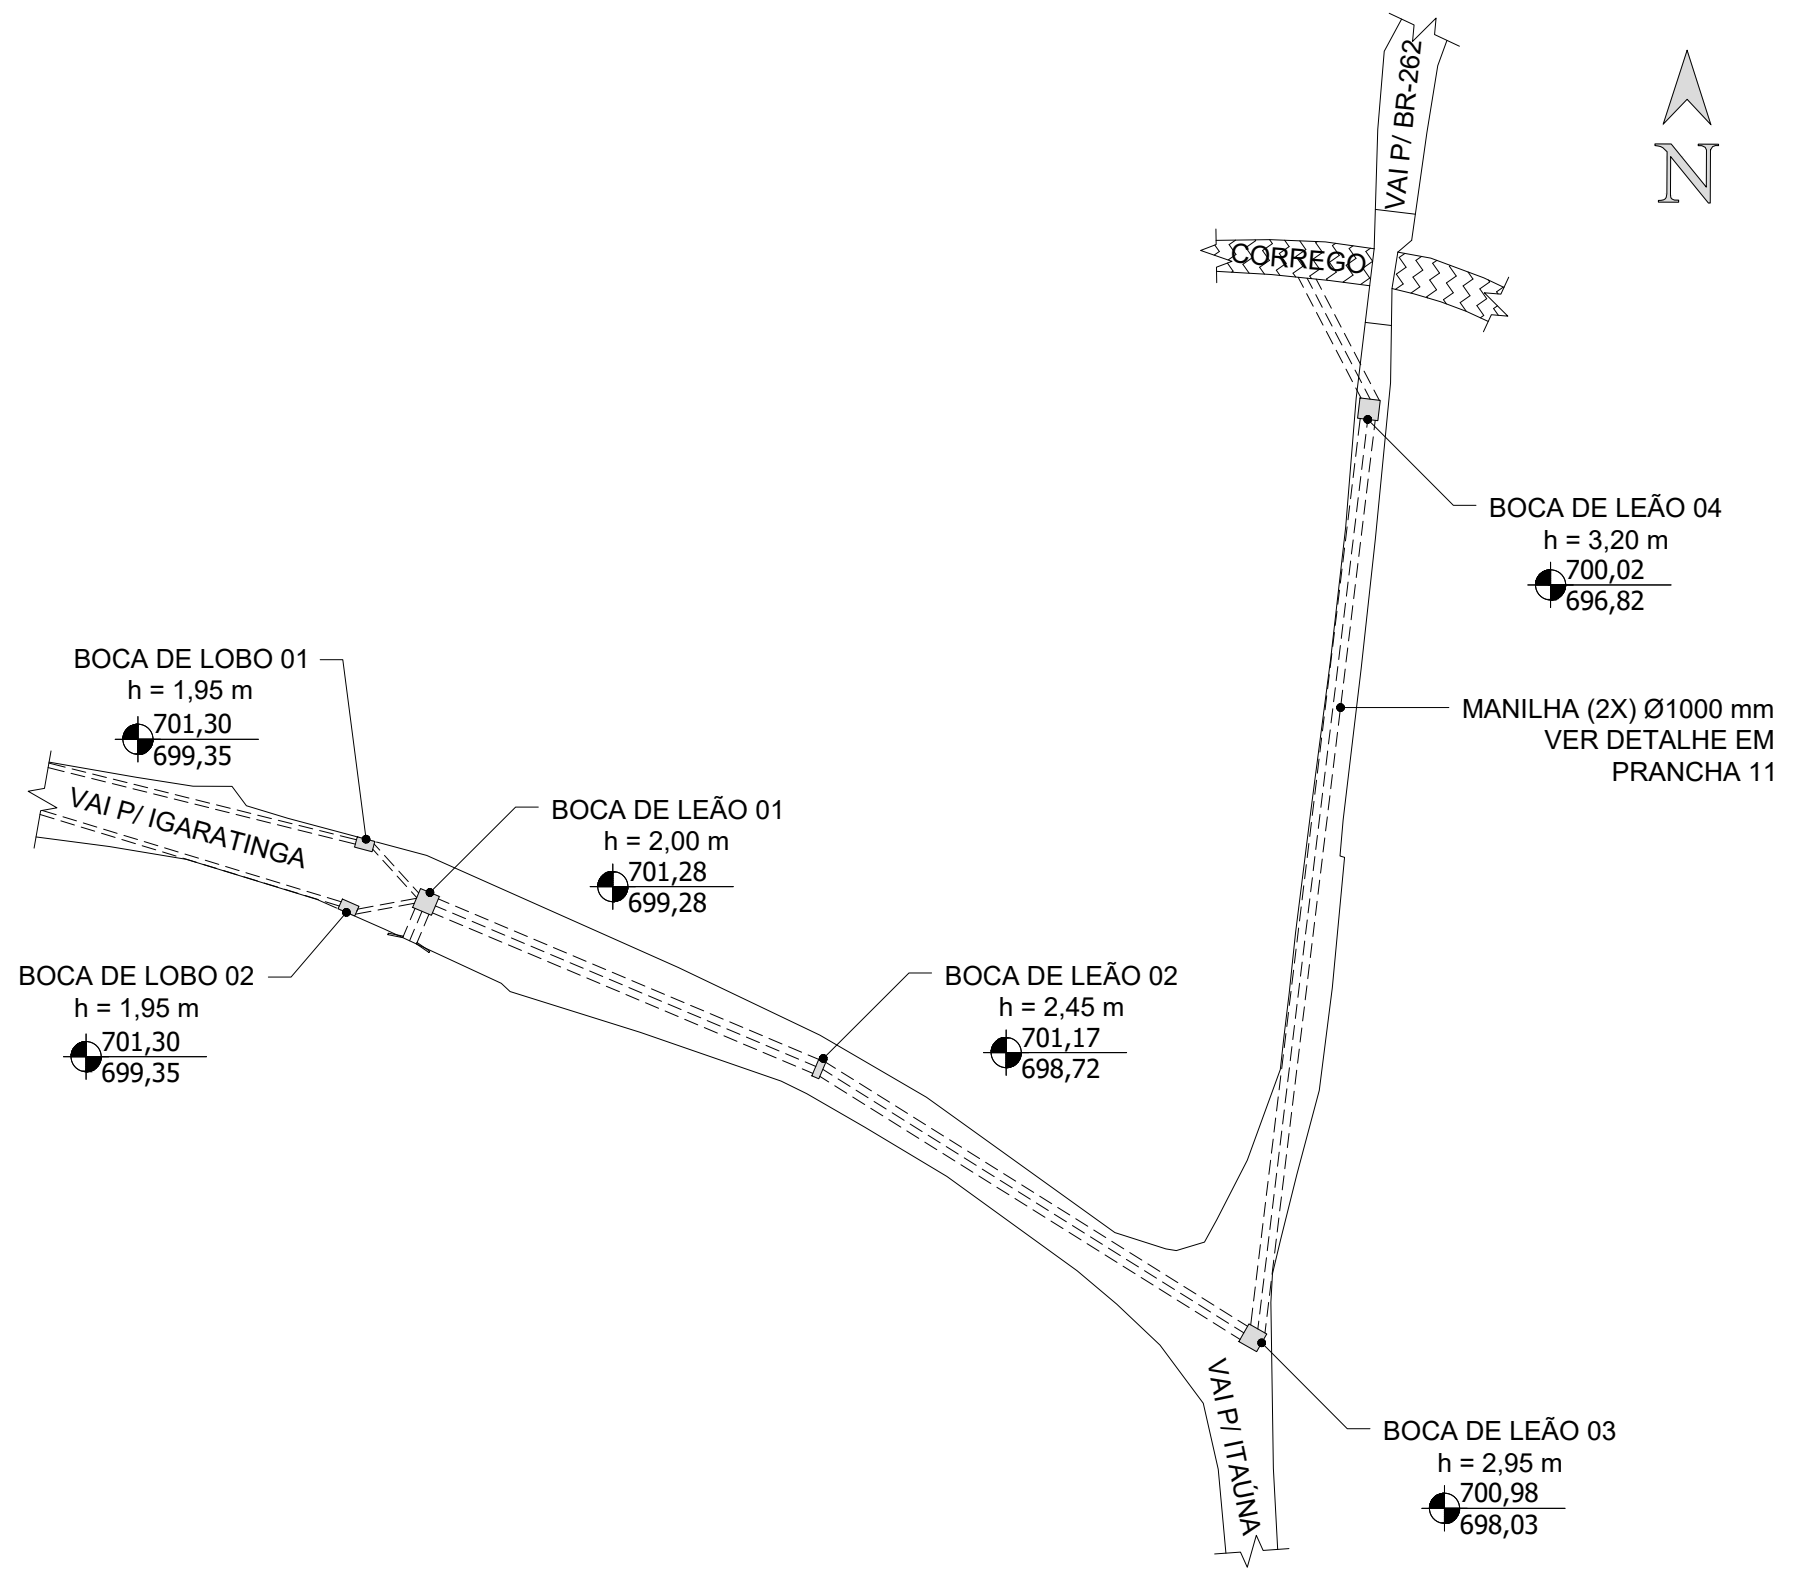 VAI P/ BR-262
N
CORREGO
BOCA DE LEÃO 04
h = 3,20 m
700,02
696,82
BOCA DE LOBO 01
h = 1,95 m
701,30
699,35
MANILHA (2X) Ø1000 mm
VER DETALHE EM
PRANCHA 11
VAI P/ IGARATINGA
BOCA DE LEÃO 01
h = 2,00 m
701,28
699,28
BOCA DE LOBO 02
h = 1,95 m
701,30
699,35
BOCA DE LEÃO 02
h = 2,45 m
701,17
698,72
VAI P/ ITAÚNA
BOCA DE LEÃO 03
h = 2,95 m
700,98
698,03